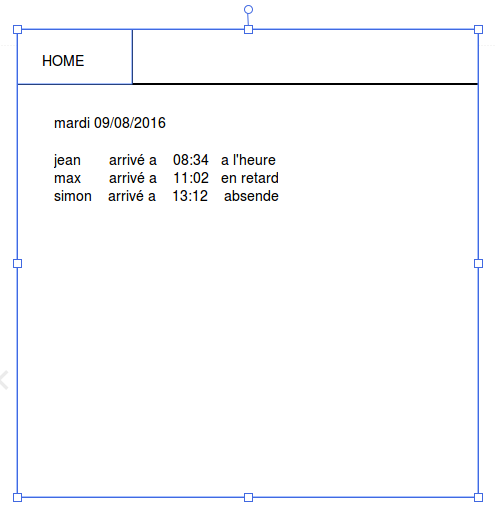 HOME
mardi 09/08/2016
jean arrivé a 08:34 a l'heure
max arrivé a 11:02 en retard
simon arrivé a 13:12 absende